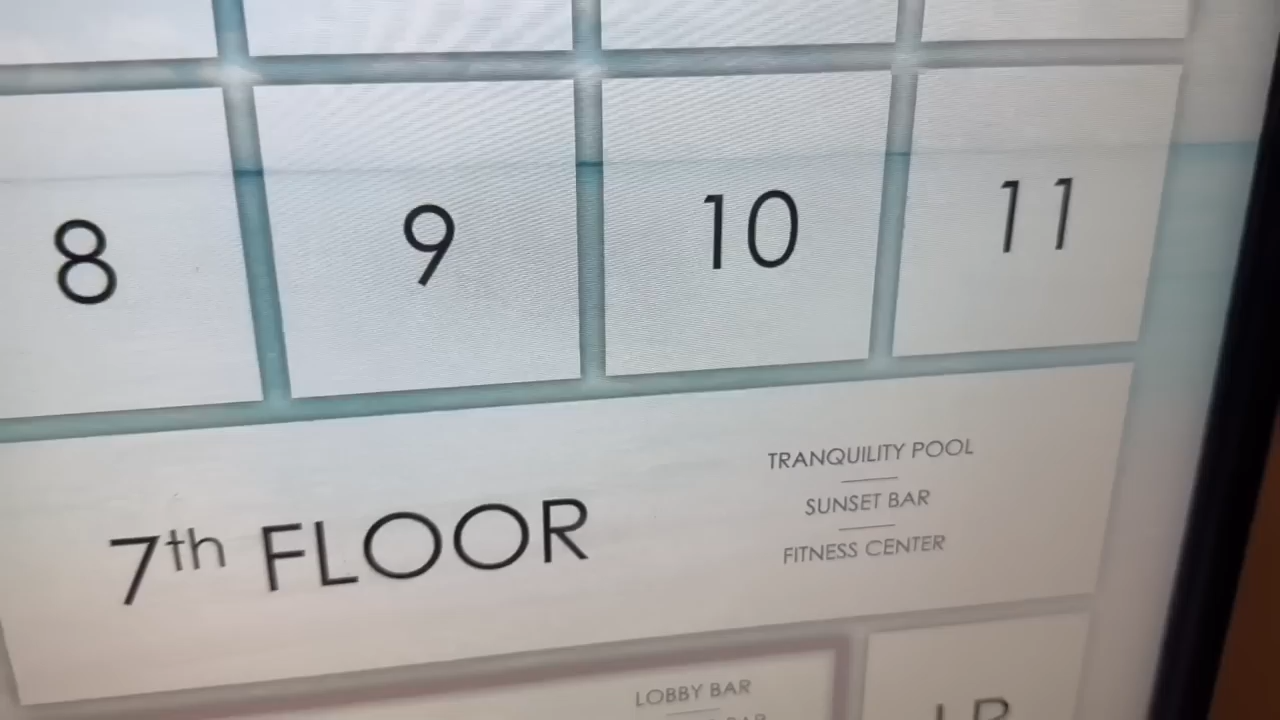 8
9
10
11
7th FLOOR
TRANQUILITY POOL
SUNSET BAR
FITNESS CENTER
LOBBY BAR